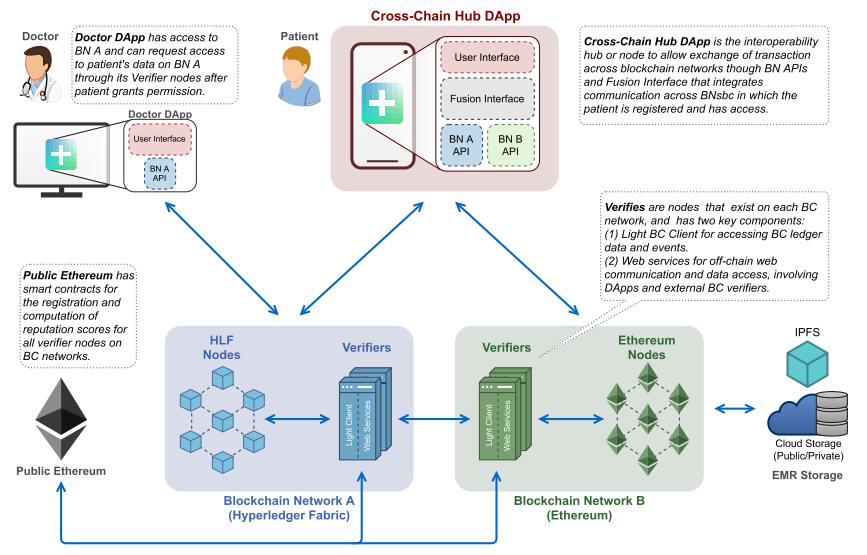 Cross-Chain Hub DApp
Doctor
Doctor DApp has access to
BN A and can request access
to patient's data on BN A
through its Verifier nodes after
patient grants permission.
Patient
User Interface
Fusion Interface
BN A
API
BN B
API
Cross-Chain Hub DApp is the interoperability
hub or node to allow exchange of transaction
across blockchain networks though BN APIs
and Fusion Interface that integrates
communication across BNsbc in which the
patient is registered and has access.
Doctor DApp
User Interface
BN A
API
Verifies are nodes that exist on each BC
network, and has two key components:
(1) Light BC Client for accessing BC ledger
data and events.
(2) Web services for off-chain web
communication and data access, involving
DApps and external BC verifiers.
Public Ethereum has
smart contracts for
the registration and
computation of
reputation scores for
all verifier nodes on
BC networks.
Public Ethereum
HLF
Nodes
Verifiers
Light Client
Web Services
Blockchain Network A
(Hyperledger Fabric)
Verifiers
Light Client
Web Services
Ethereum
Nodes
Blockchain Network B
(Ethereum)
IPFS
Cloud Storage
(Public/Private)
EMR Storage